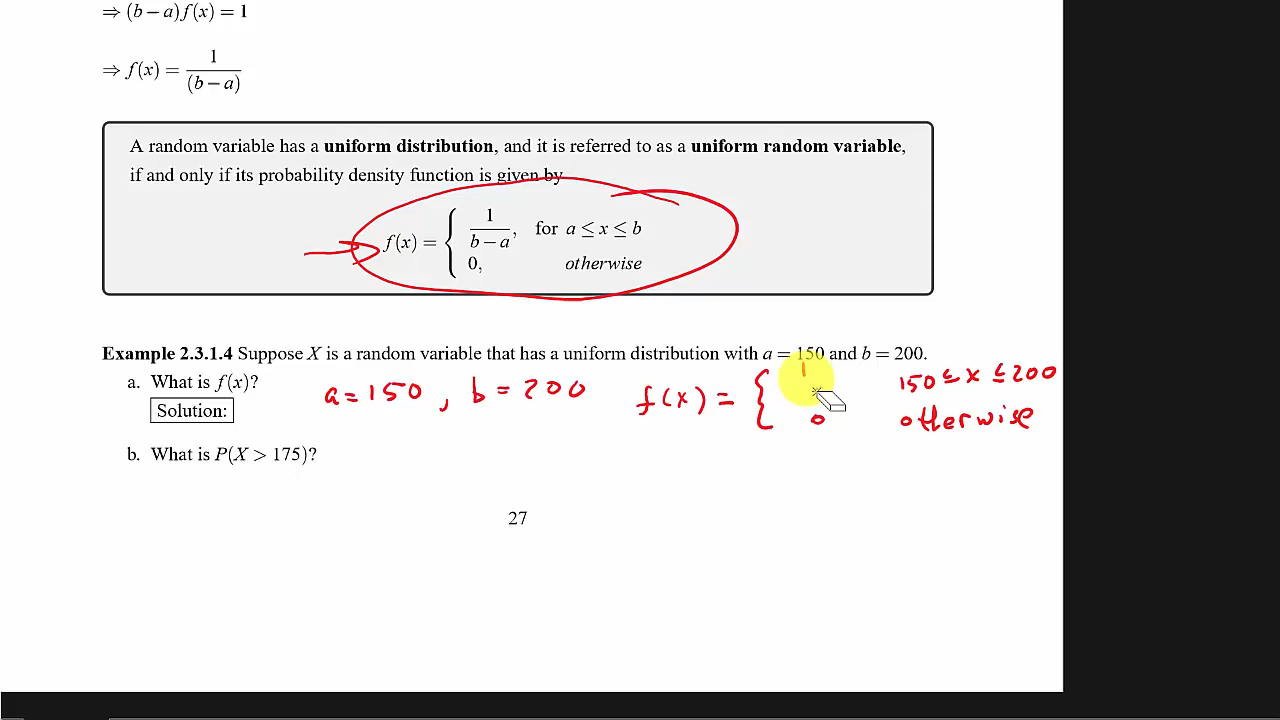 ⇒ (b − a) f(x) = 1
⇒ f(x) = 1/(b − a)
A random variable has a uniform distribution, and it is referred to as a uniform random variable,
if and only if its probability density function is given by
f(x) = { 1/(b − a), for a ≤ x ≤ b
0, otherwise
Example 2.3.1.4 Suppose X is a random variable that has a uniform distribution with a = 150 and b = 200.
a. What is f(x)?
Solution:
a = 150 , b = 200 f(x) = { 1 150 ≤ x ≤ 200
0 otherwise
b. What is P(X > 175)?
27